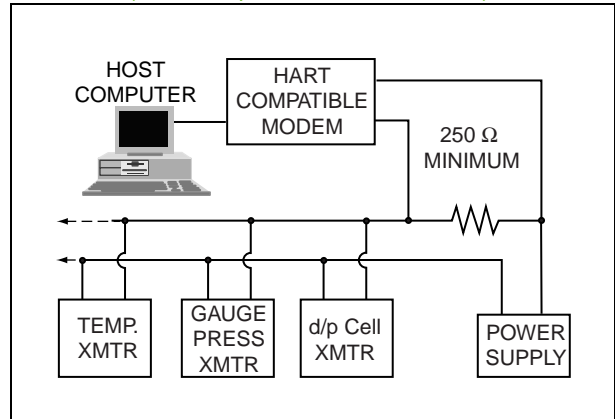 HOST
COMPUTER
HART
COMPATIBLE
MODEM
250 Ω
MINIMUM
TEMP.
XMTR
GAUGE
PRESS
XMTR
d/p Cell
XMTR
POWER
SUPPLY